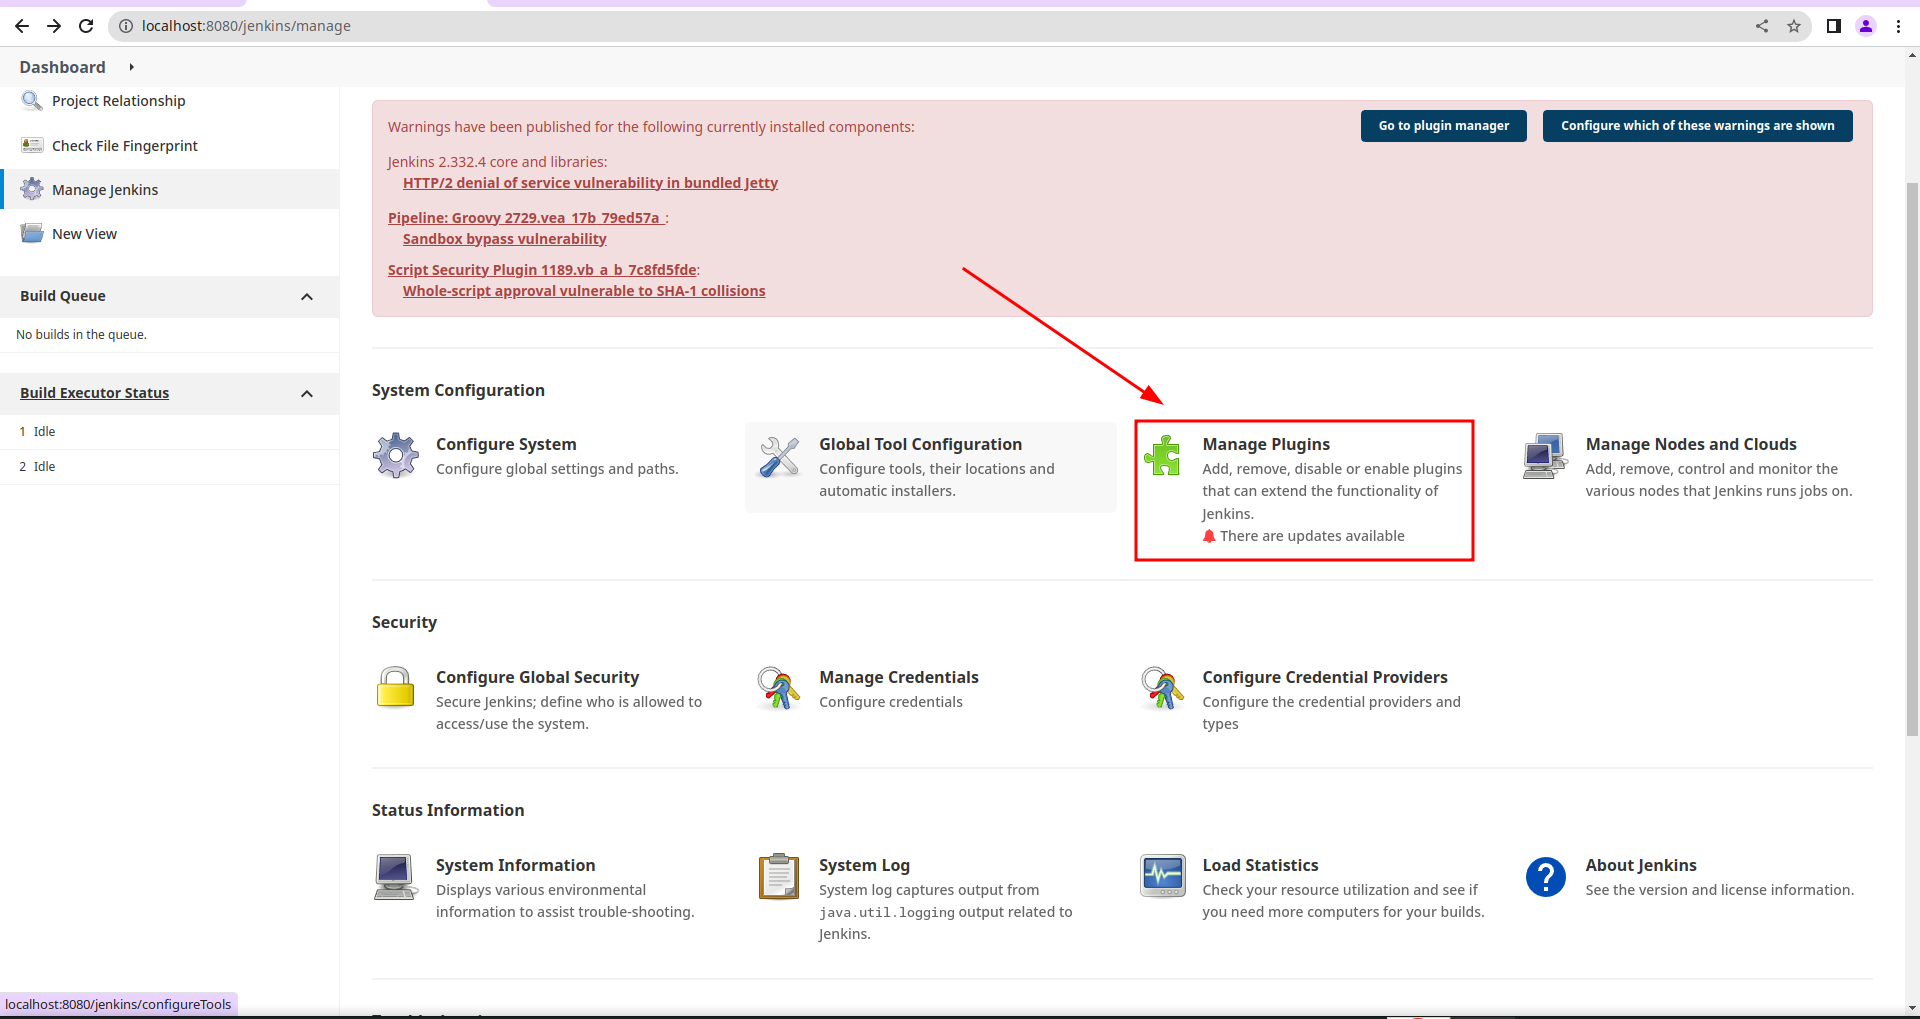 localhost:8080/jenkins/manage
Dashboard
Project Relationship
Check File Fingerprint
Manage Jenkins
New View
Build Queue
No builds in the queue.
Build Executor Status
1 Idle
2 Idle
Warnings have been published for the following currently installed components:
Go to plugin manager
Configure which of these warnings are shown
Jenkins 2.332.4 core and libraries:
HTTP/2 denial of service vulnerability in bundled Jetty
Pipeline: Groovy 2729.vea_17b_79ed57a_:
Sandbox bypass vulnerability
Script Security Plugin 1189.vb_a_b_7c8fd5fde:
Whole-script approval vulnerable to SHA-1 collisions
System Configuration
Configure System
Configure global settings and paths.
Global Tool Configuration
Configure tools, their locations and
automatic installers.
Manage Plugins
Add, remove, disable or enable plugins
that can extend the functionality of
Jenkins.
There are updates available
Manage Nodes and Clouds
Add, remove, control and monitor the
various nodes that Jenkins runs jobs on.
Security
Configure Global Security
Secure Jenkins; define who is allowed to
access/use the system.
Manage Credentials
Configure credentials
Configure Credential Providers
Configure the credential providers and
types
Status Information
System Information
Displays various environmental
information to assist trouble-shooting.
System Log
System log captures output from
java.util.logging output related to
Jenkins.
Load Statistics
Check your resource utilization and see if
you need more computers for your builds.
About Jenkins
See the version and license information.
localhost:8080/jenkins/configureTools